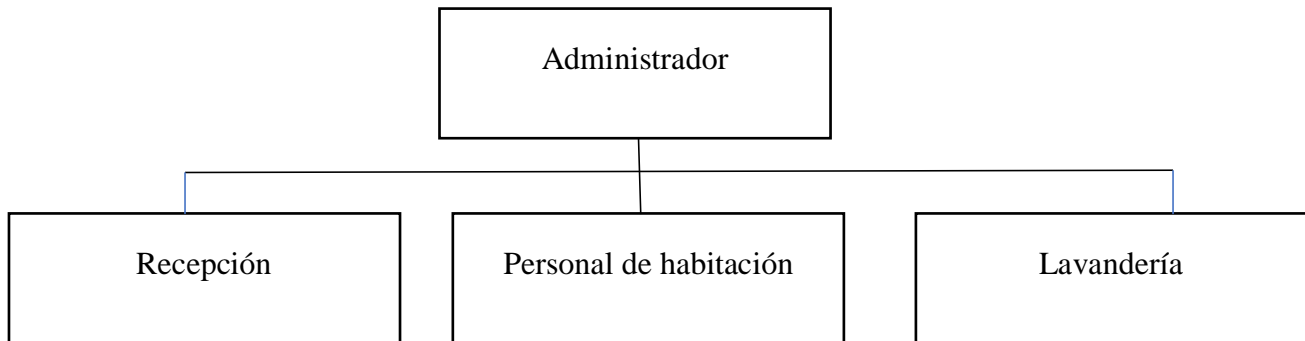 Administrador
Recepción
Personal de habitación
Lavandería